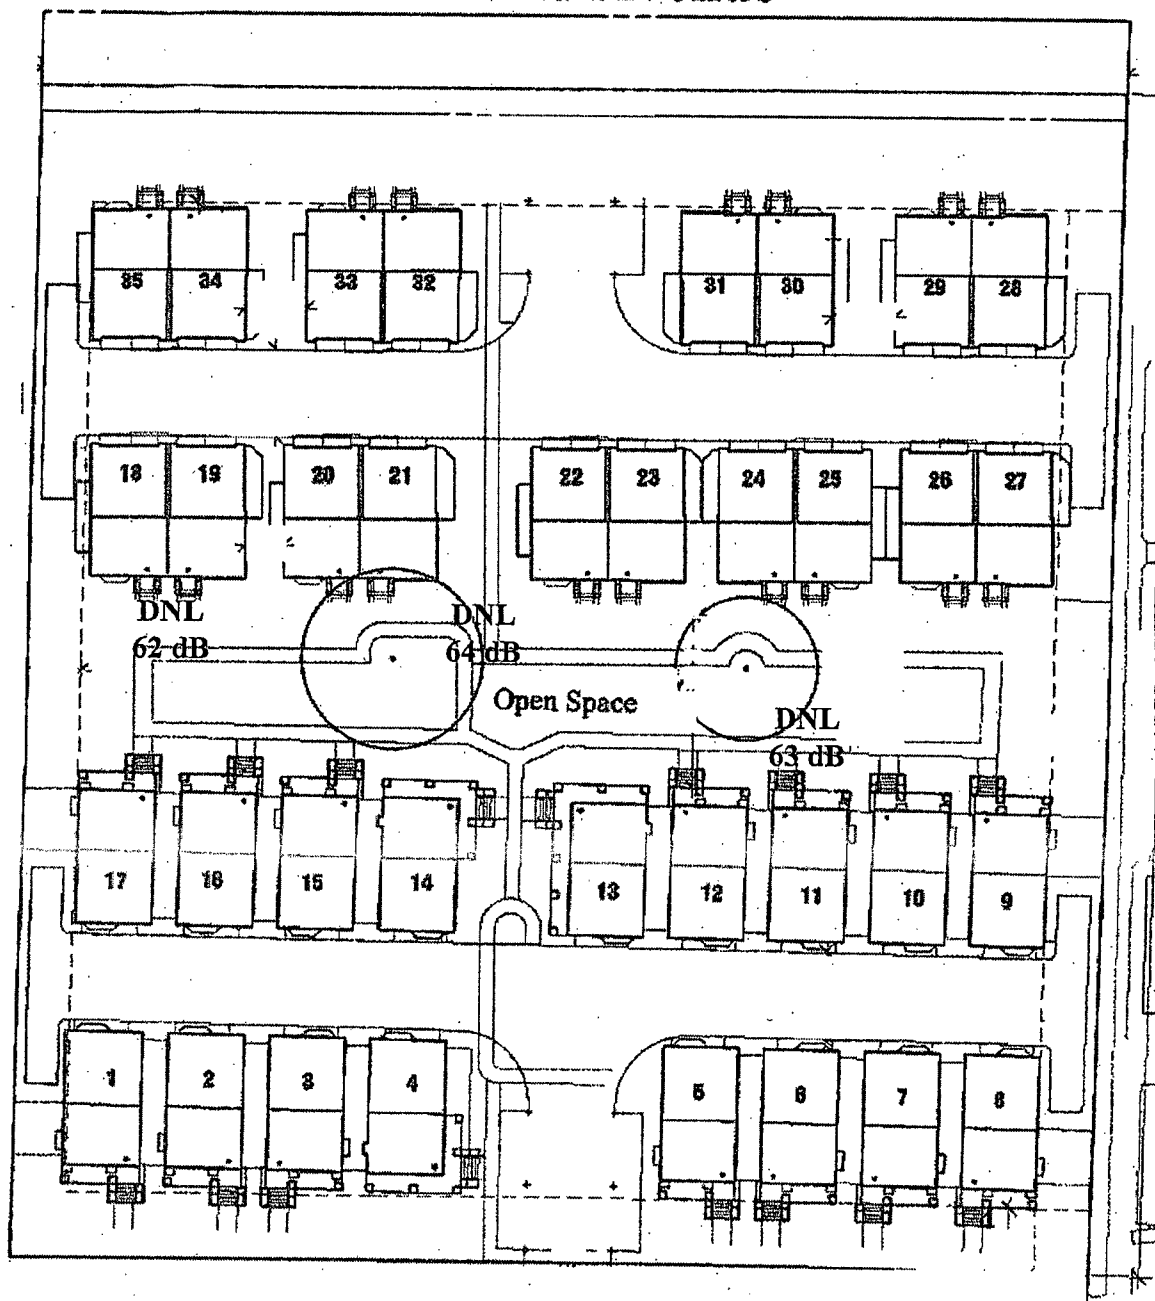 35 34 33 32 31 30 29 28
18 19 20 21 22 23 24 25 26 27
DNL
62 dB
DNL
64 dB
Open Space
DNL
63 dB
17 16 15 14 13 12 11 10 9
1 2 3 4 5 6 7 8